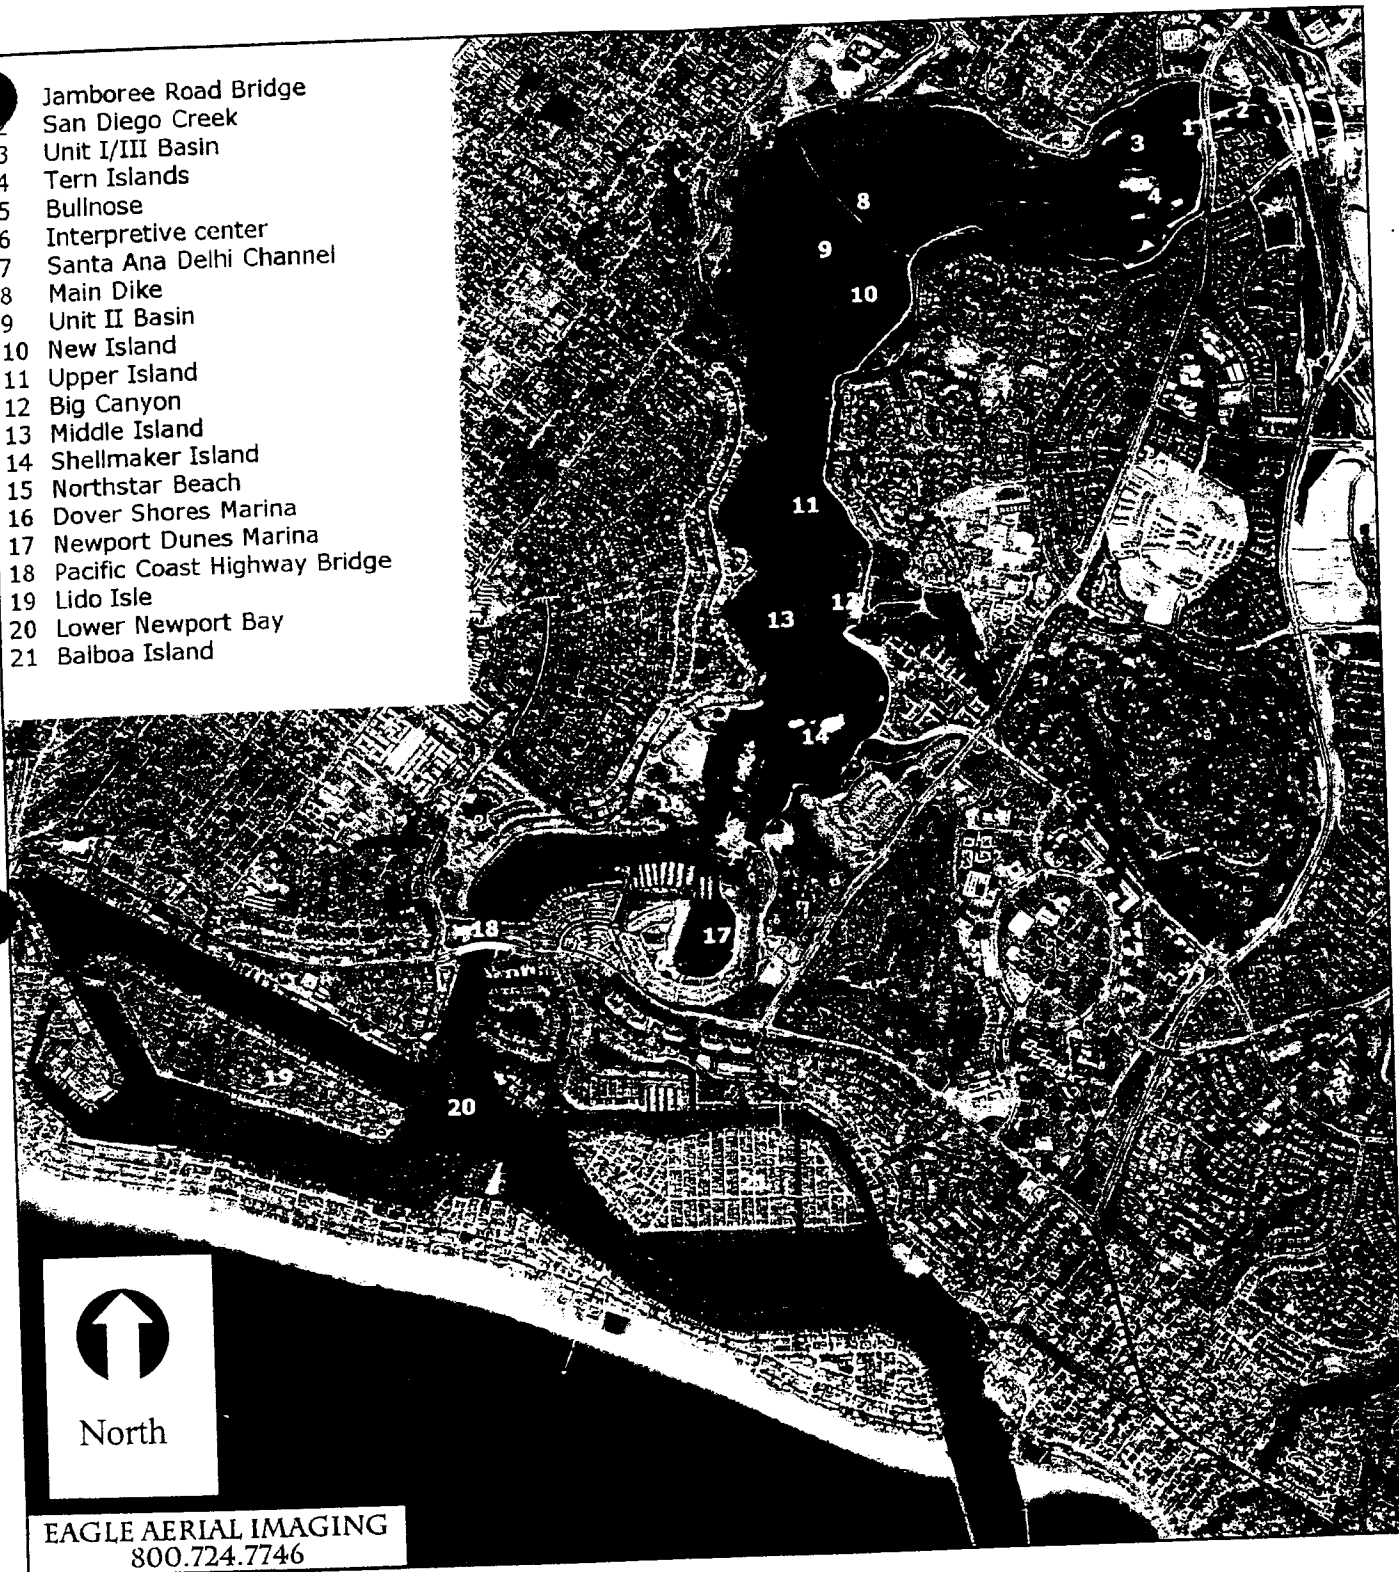 Jamboree Road Bridge
San Diego Creek
3 Unit I/III Basin
4 Tern Islands
5 Bullnose
6 Interpretive center
7 Santa Ana Delhi Channel
8 Main Dike
9 Unit II Basin
10 New Island
11 Upper Island
12 Big Canyon
13 Middle Island
14 Shellmaker Island
15 Northstar Beach
16 Dover Shores Marina
17 Newport Dunes Marina
18 Pacific Coast Highway Bridge
19 Lido Isle
20 Lower Newport Bay
21 Balboa Island
1
2
3
4
8
9
10
11
12
13
14
17
18
19
20
21
North
EAGLE AERIAL IMAGING
800.724.7746